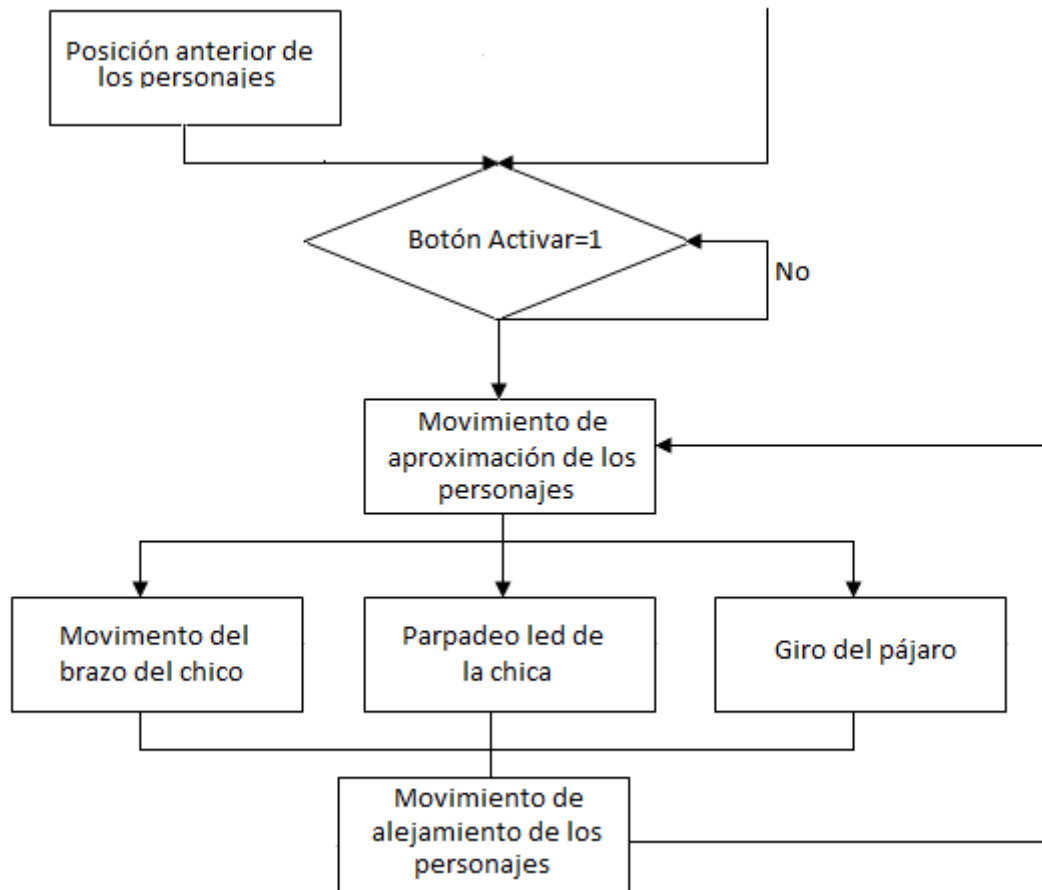 Posición anterior de
los personajes
Botón Activar=1
No
Movimiento de
aproximación de los
personajes
Movimento del
brazo del chico
Parpadeo led de
la chica
Giro del pájaro
Movimiento de
alejamiento de los
personajes